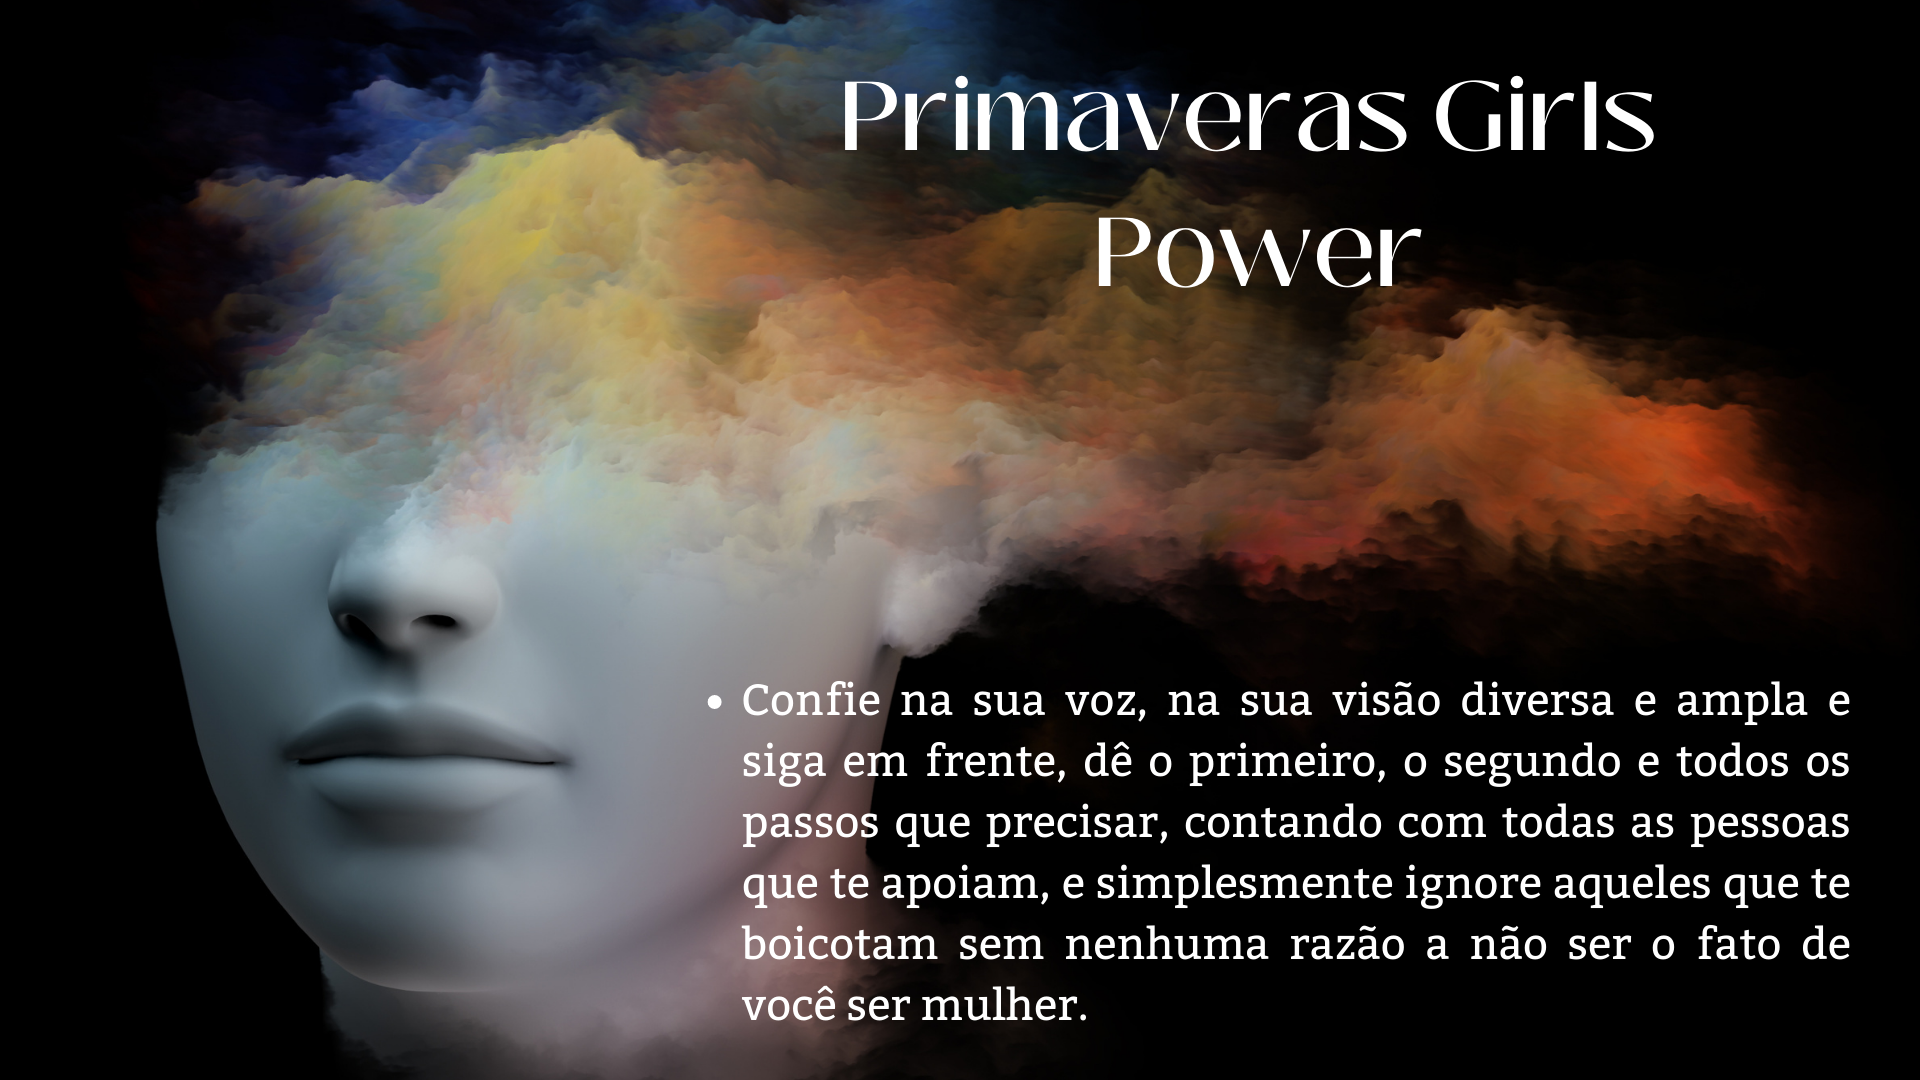 Primaveras Girls
Power
• Confie na sua voz, na sua visão diversa e ampla e
siga em frente, dê o primeiro, o segundo e todos os
passos que precisar, contando com todas as pessoas
que te apoiam, e simplesmente ignore aqueles que te
boicotam sem nenhuma razão a não ser o fato de
você ser mulher.